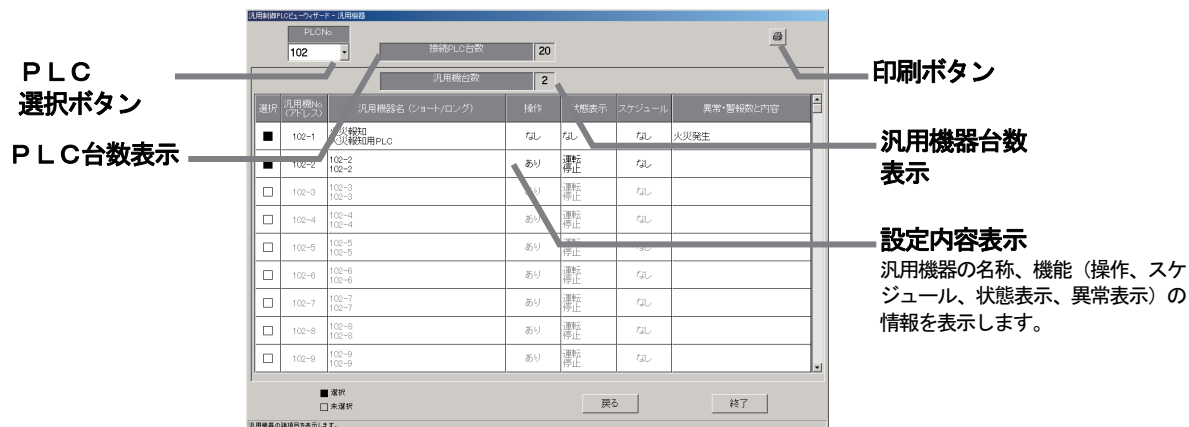 汎用制御PLCビューウィザード - 汎用機器
PLCNo.
102
接続PLC台数 20
汎用機台数 2
PLC
選択ボタン
PLC台数表示
印刷ボタン
汎用機器台数
表示
設定内容表示
汎用機器の名称、機能（操作、スケ
ジュール、状態表示、異常表示）の
情報を表示します。
選択 汎用機No. (アドレス) 汎用機器名 (ショート/ロング) 操作 状態表示 スケジュール 異常・警報数と内容
■ 102-1 火災報知 火災報知用PLC なし なし なし 火災発生
■ 102-2 102-2 102-2 あり 運転 停止 なし
□ 102-3 102-3 102-3 あり 運転 停止 なし
□ 102-4 102-4 102-4 あり 運転 停止 なし
□ 102-5 102-5 102-5 あり 運転 停止 なし
□ 102-6 102-6 102-6 あり 運転 停止 なし
□ 102-7 102-7 102-7 あり 運転 停止 なし
□ 102-8 102-8 102-8 あり 運転 停止 なし
□ 102-9 102-9 102-9 あり 運転 停止 なし
■ 選択
□ 未選択
戻る
終了
汎用機器の諸項目を表示します。